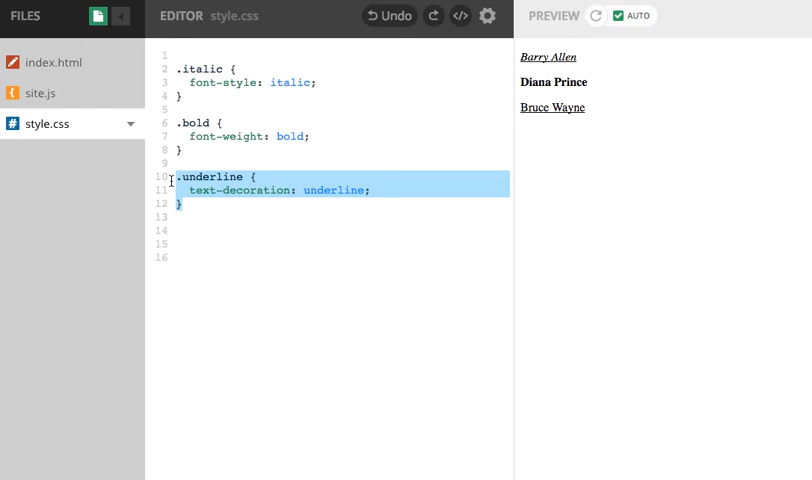 FILES
EDITOR style.css
Undo
</>
PREVIEW
AUTO
index.html
site.js
# style.css
1
2 .italic {
3 font-style: italic;
4 }
5
6 .bold {
7 font-weight: bold;
8 }
9
10 .underline {
11 text-decoration: underline;
12 }
13
14
15
16
Barry Allen
Diana Prince
Bruce Wayne